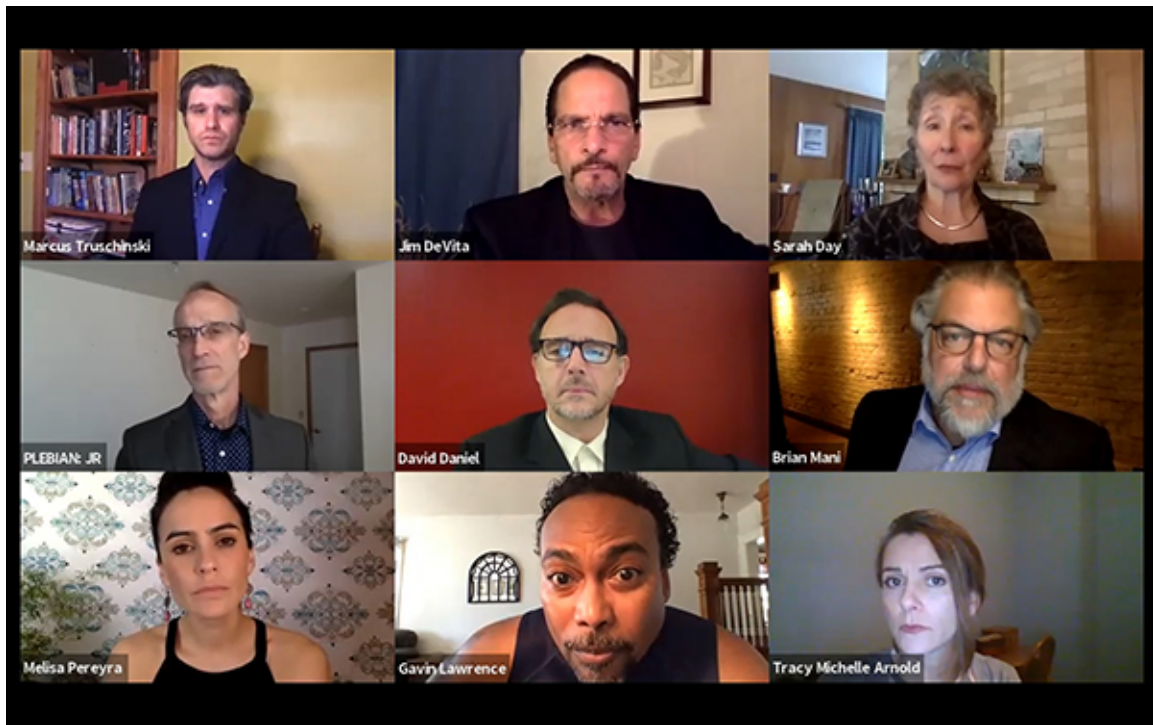 Marcus Truschinski
Jim DeVita
Sarah Day
PLEBIAN: JR
David Daniel
Brian Mani
Melisa Pereyra
Gavin Lawrence
Tracy Michelle Arnold